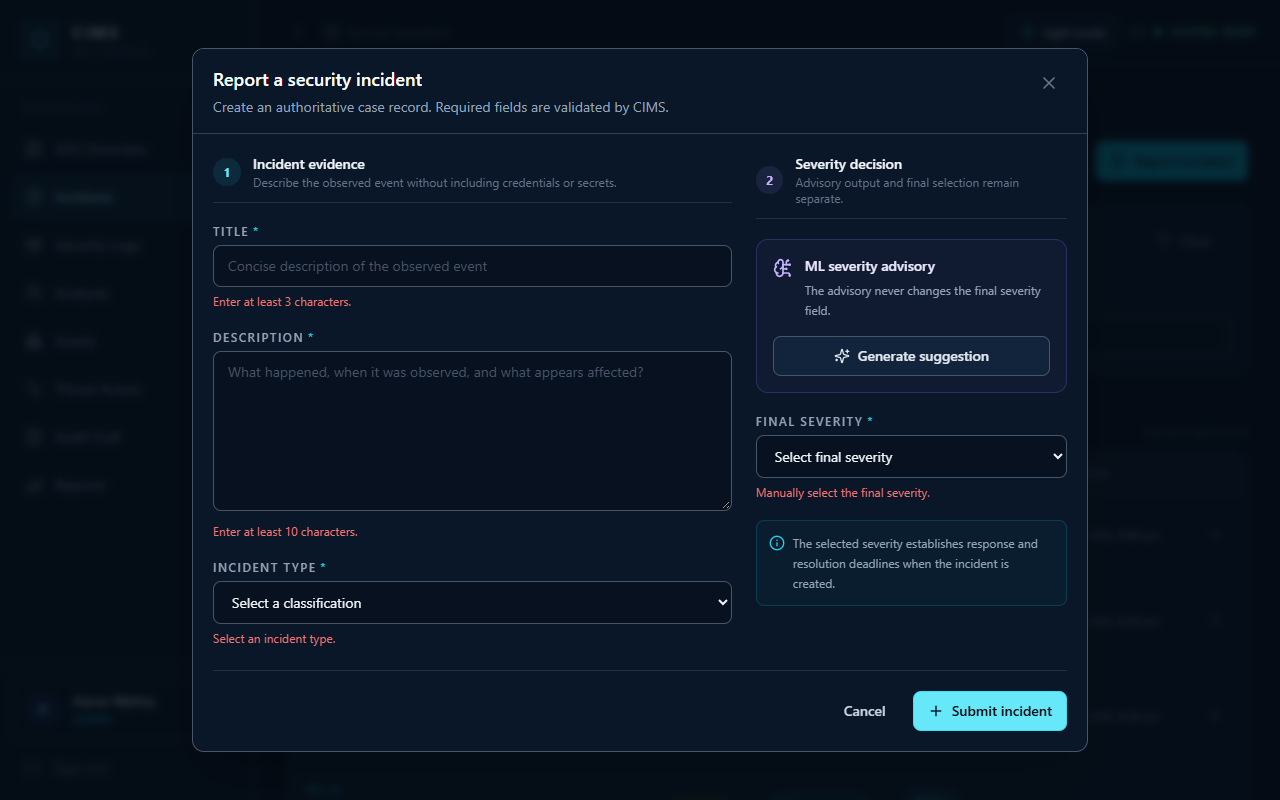 Report a security incident
Create an authoritative case record. Required fields are validated by CIMS.
1
Incident evidence
Describe the observed event without including credentials or secrets.
TITLE *
Concise description of the observed event
Enter at least 3 characters.
DESCRIPTION *
What happened, when it was observed, and what appears affected?
Enter at least 10 characters.
INCIDENT TYPE *
Select a classification
Select an incident type.
2
Severity decision
Advisory output and final selection remain
separate.
ML severity advisory
The advisory never changes the final severity
field.
Generate suggestion
FINAL SEVERITY *
Select final severity
Manually select the final severity.
The selected severity establishes response and
resolution deadlines when the incident is
created.
Cancel
+ Submit incident